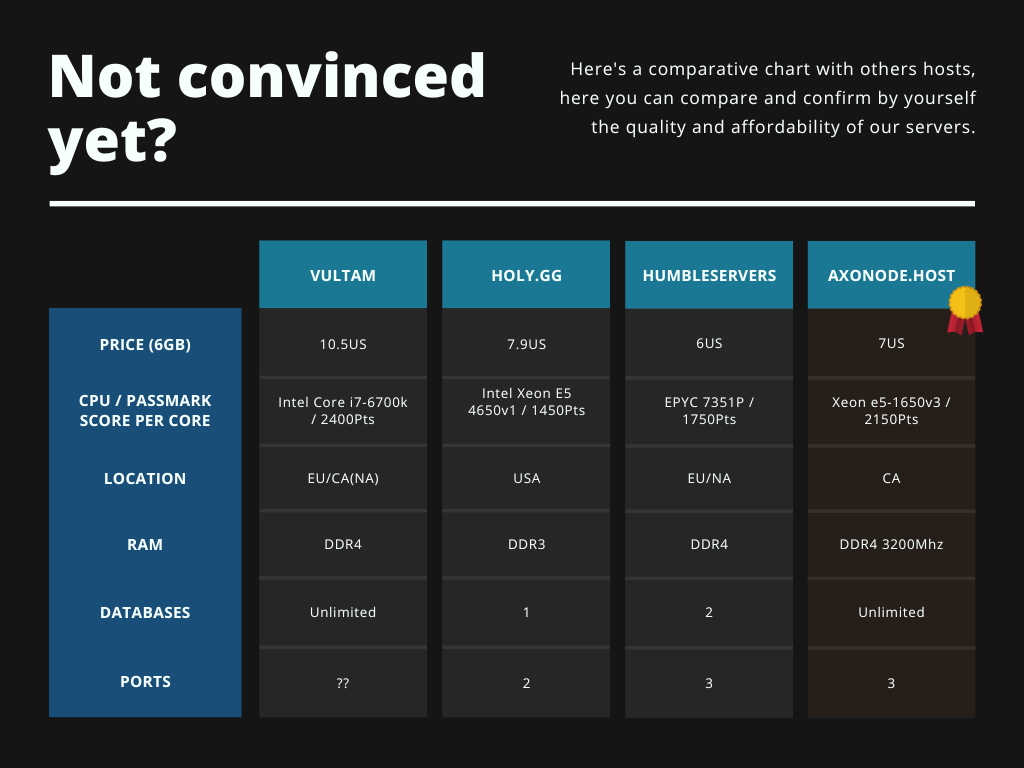 Not convinced
yet?
Here's a comparative chart with others hosts,
here you can compare and confirm by yourself
the quality and affordability of our servers.
VULTAM
HOLY.GG
HUMBLESERVERS
AXONODE.HOST
PRICE (6GB)
10.5US
7.9US
6US
7US
CPU / PASSMARK
SCORE PER CORE
Intel Core i7-6700k
/ 2400Pts
Intel Xeon E5
4650v1 / 1450Pts
EPYC 7351P /
1750Pts
Xeon e5-1650v3 /
2150Pts
LOCATION
EU/CA(NA)
USA
EU/NA
CA
RAM
DDR4
DDR3
DDR4
DDR4 3200Mhz
DATABASES
Unlimited
1
2
Unlimited
PORTS
??
2
3
3